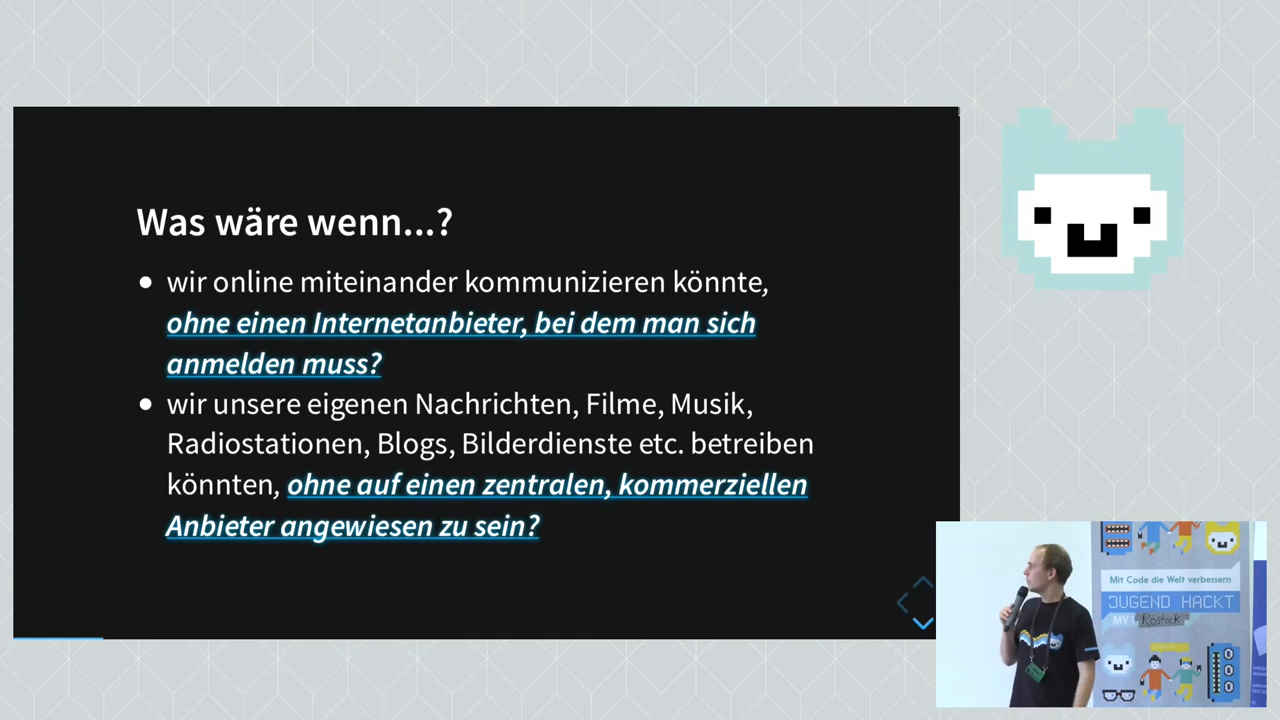 Was wäre wenn...?
wir online miteinander kommunizieren könnte,
ohne einen Internetanbieter, bei dem man sich
anmelden muss?
wir unsere eigenen Nachrichten, Filme, Musik,
Radiostationen, Blogs, Bilderdienste etc. betreiben
könnten, ohne auf einen zentralen, kommerziellen
Anbieter angewiesen zu sein?
Mit Code die Welt verbessern
JUGEND HACKT
MV
Rostock